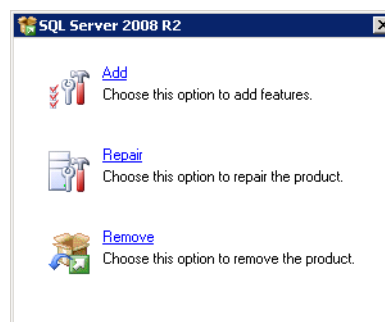 SQL Server 2008 R2
Add
Choose this option to add features.
Repair
Choose this option to repair the product.
Remove
Choose this option to remove the product.